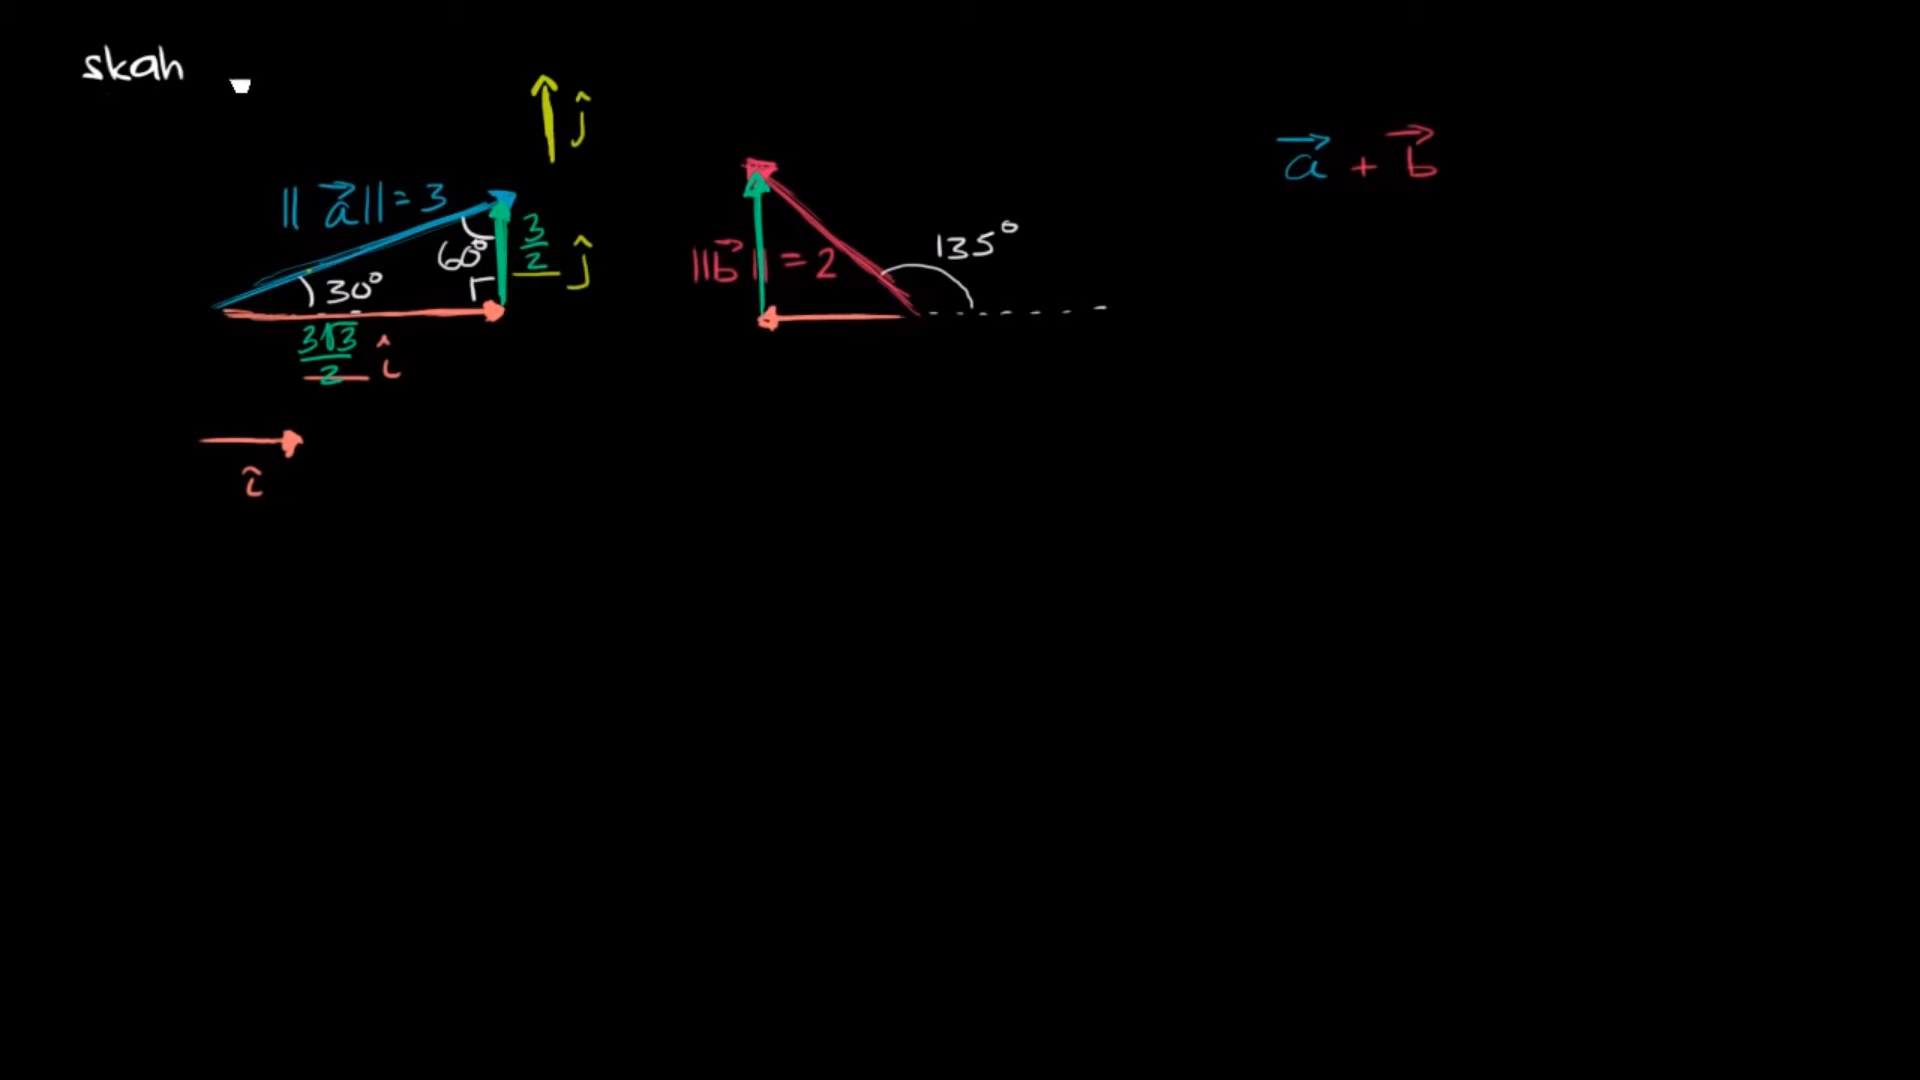 skah
ĵ
‖a⃗‖ = 3
60°
30°
3/2 ĵ
3√3/2 î
î
‖b⃗‖ = 2
135°
a⃗ + b⃗